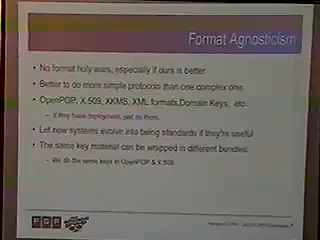 Format Agnosticism
• No format holy wars, especially if ours is better
• Better to do more simple protocols than one complex one
• OpenPGP, X.509, XKMS, XML formats,Domain Keys, etc.
– If they have deployment, just do them
• Let new systems evolve into being standards if they're useful
• The same key material can be wrapped in different bundles
– We do the same keys in OpenPGP & X.509
PGP